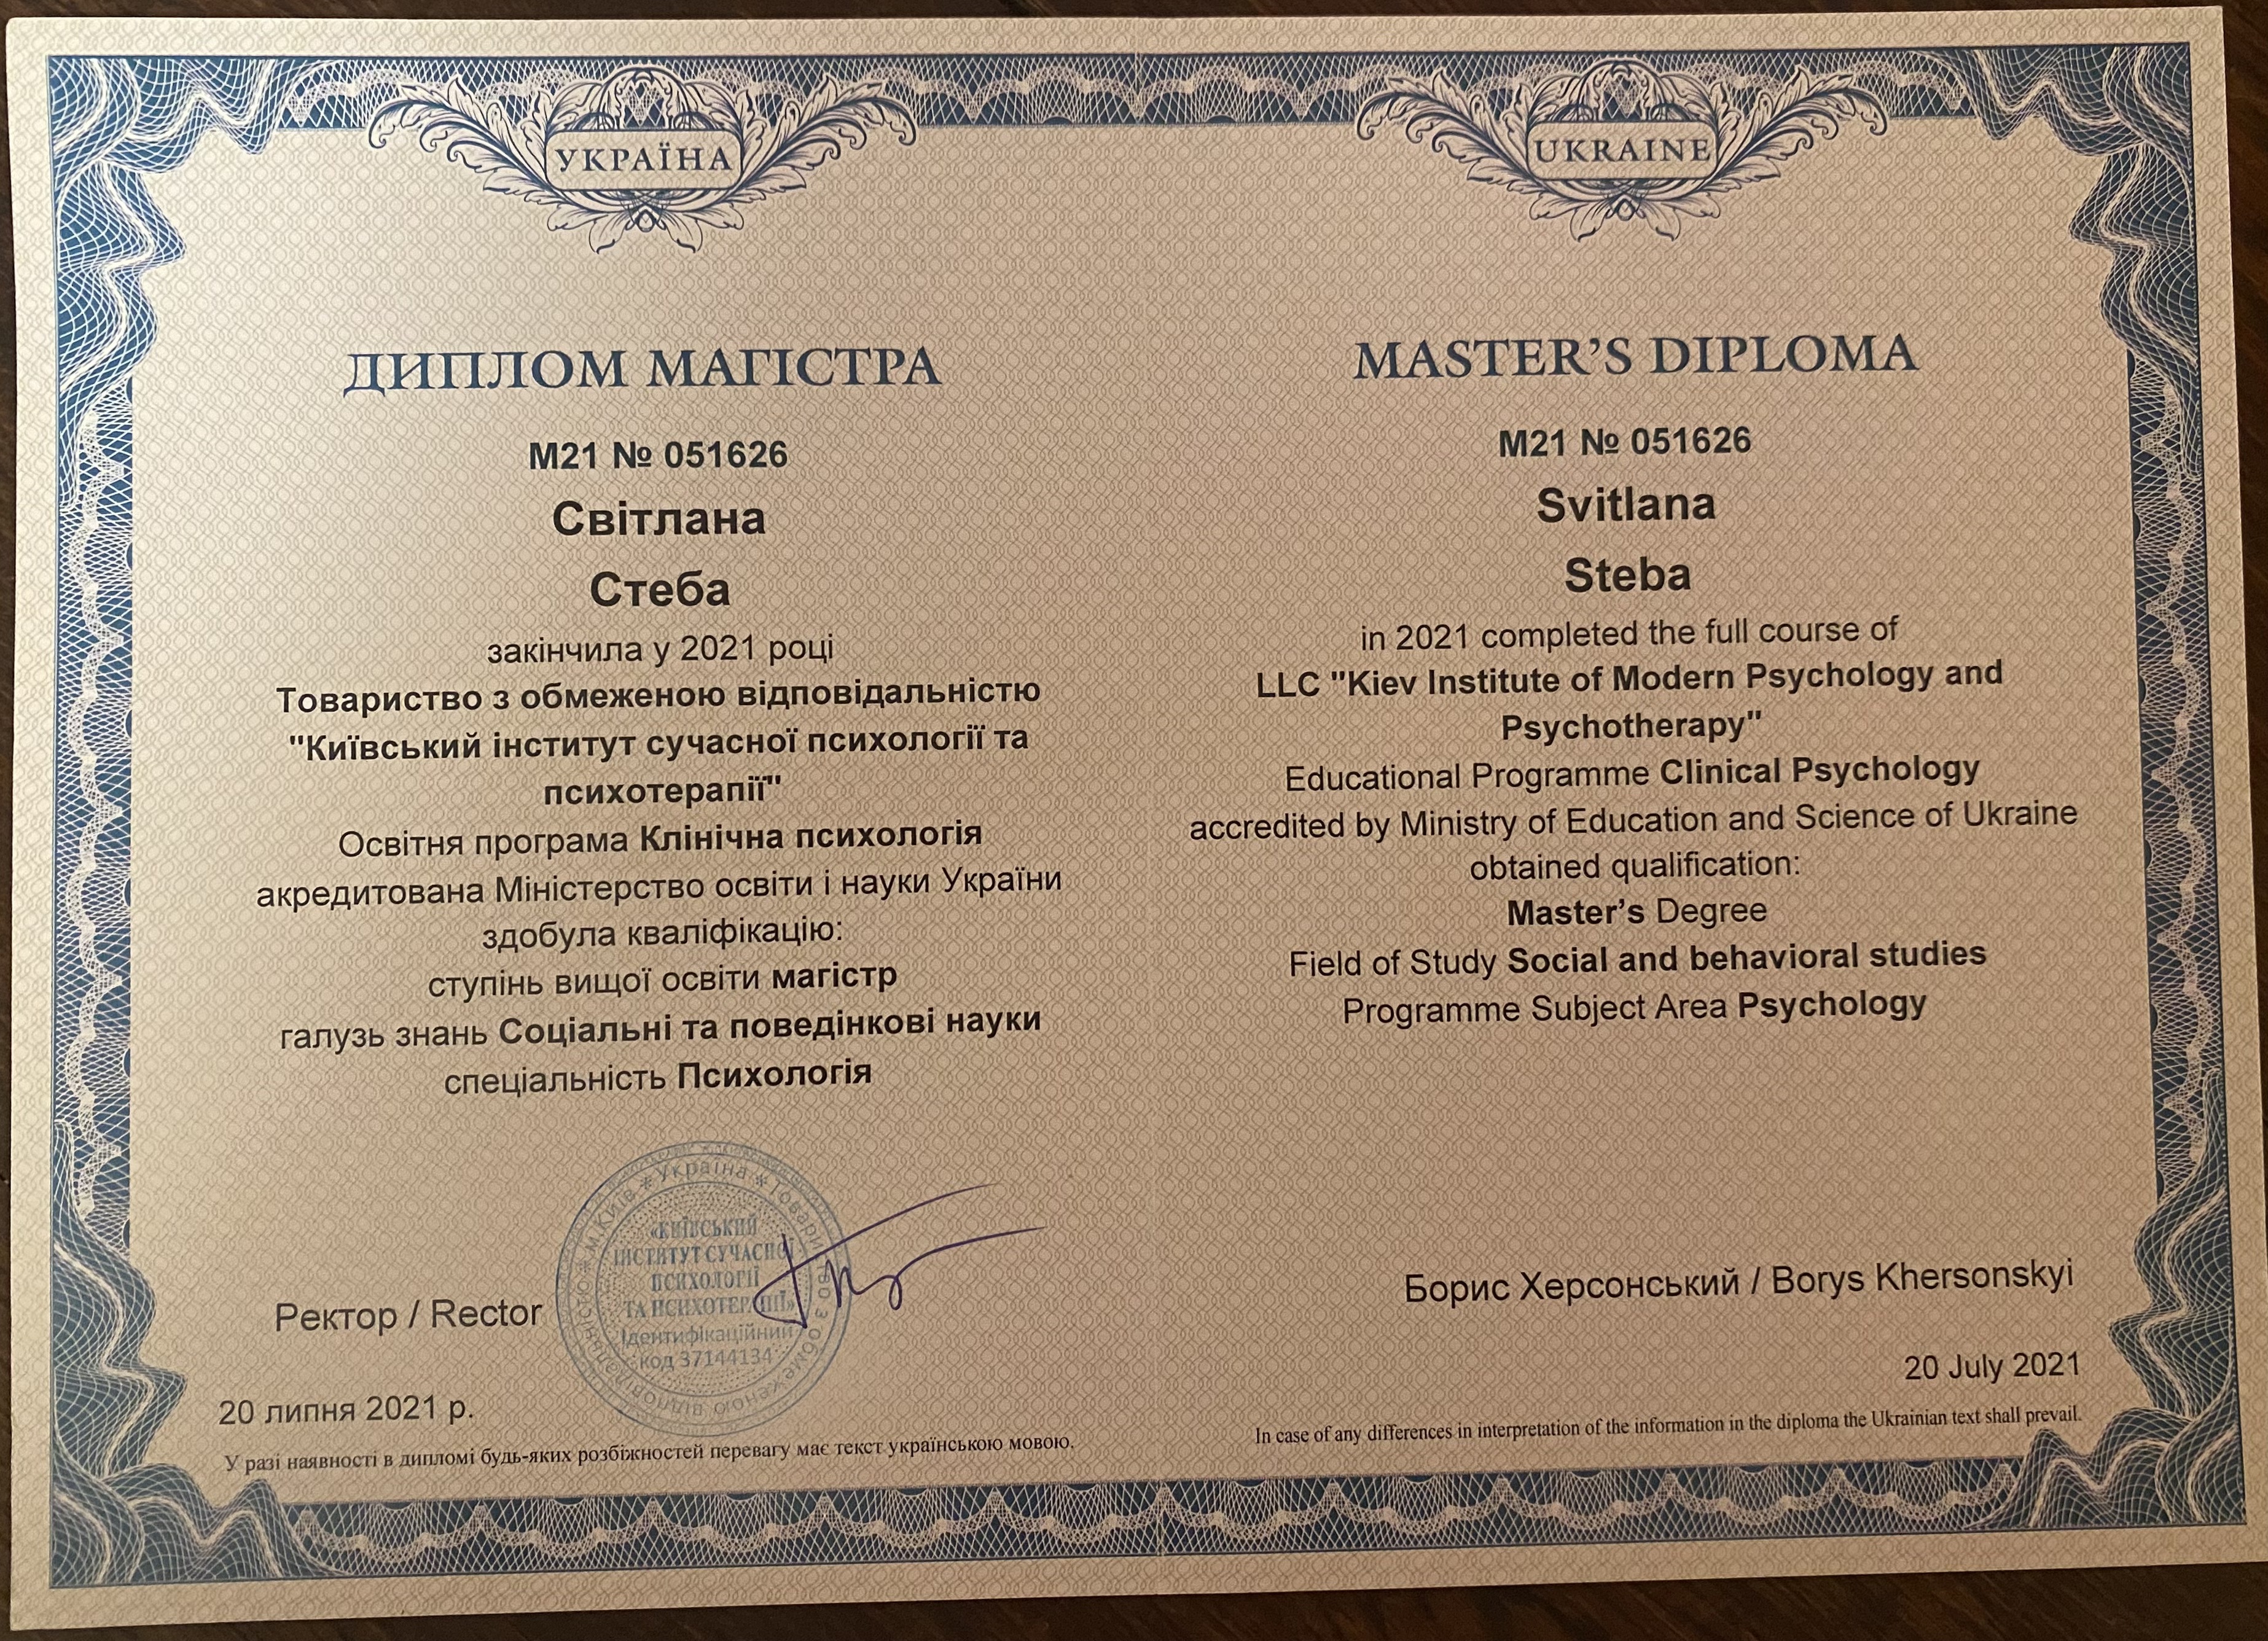 УКРАЇНА
ДИПЛОМ МАГІСТРА
М21 № 051626
Світлана
Стеба
закінчила у 2021 році
Товариство з обмеженою відповідальністю
"Київський інститут сучасної психології та
психотерапії"
Освітня програма Клінічна психологія
акредитована Міністерство освіти і науки України
здобула кваліфікацію:
ступінь вищої освіти магістр
галузь знань Соціальні та поведінкові науки
спеціальність Психологія
Ректор / Rector
* м.Київ * Україна * Товариство з обмеженою відповідальністю
«КИЇВСЬКИЙ
ІНСТИТУТ СУЧАСНОЇ
ПСИХОЛОГІЇ
ТА ПСИХОТЕРАПІЇ»
Ідентифікаційний
код 37144134
20 липня 2021 р.
У разі наявності в дипломі будь-яких розбіжностей перевагу має текст українською мовою.
UKRAINE
MASTER'S DIPLOMA
M21 № 051626
Svitlana
Steba
in 2021 completed the full course of
LLC "Kiev Institute of Modern Psychology and
Psychotherapy"
Educational Programme Clinical Psychology
accredited by Ministry of Education and Science of Ukraine
obtained qualification:
Master's Degree
Field of Study Social and behavioral studies
Programme Subject Area Psychology
Борис Херсонський / Borys Khersonskyi
20 July 2021
In case of any differences in interpretation of the information in the diploma the Ukrainian text shall prevail.